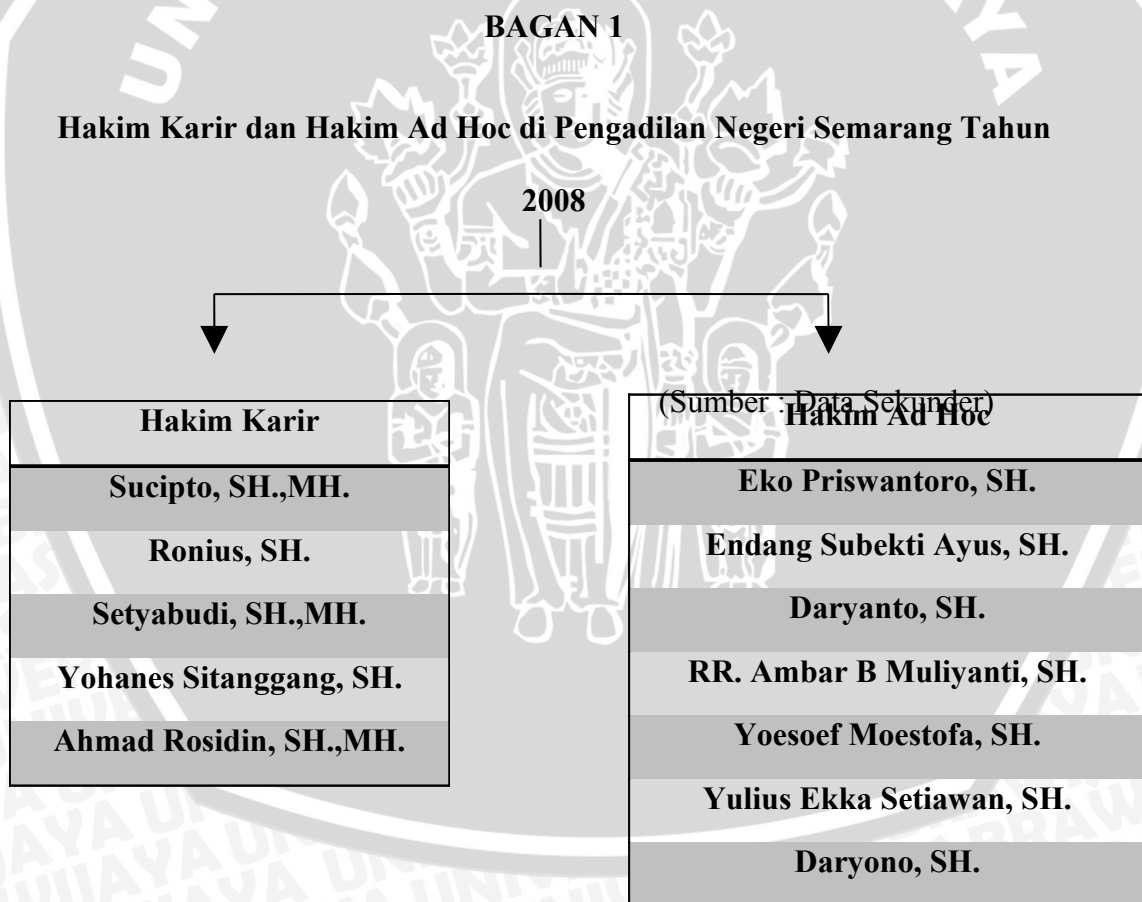 BAGAN 1
Hakim Karir dan Hakim Ad Hoc di Pengadilan Negeri Semarang Tahun
2008
Hakim Karir
Sucipto, SH.,MH.
Ronius, SH.
Setyabudi, SH.,MH.
Yohanes Sitanggang, SH.
Ahmad Rosidin, SH.,MH.
(Sumber : Data Sekunder)
Hakim Ad Hoc
Eko Priswantoro, SH.
Endang Subekti Ayus, SH.
Daryanto, SH.
RR. Ambar B Muliyanti, SH.
Yoesoef Moestofa, SH.
Yulius Ekka Setiawan, SH.
Daryono, SH.